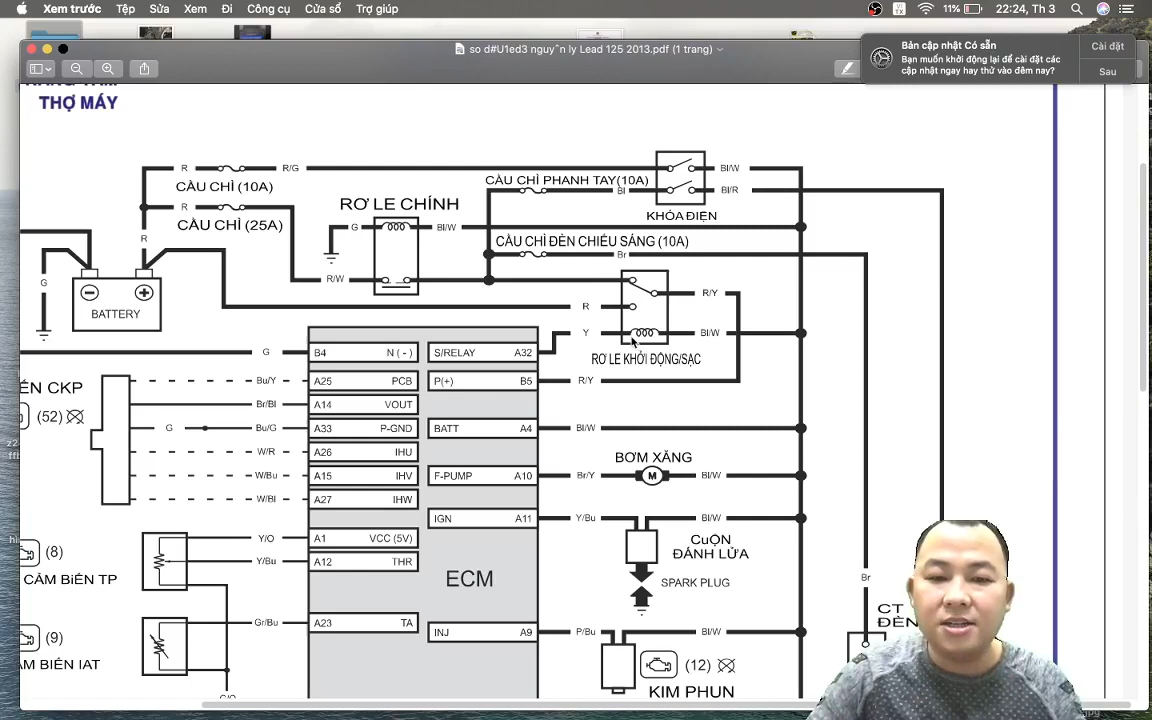 Xem trước Tệp Sửa Xem Đi Công cụ Cửa sổ Trợ giúp
11% 22:24, Th 3
so d#U1ed3 nguy˜n ly Lead 125 2013.pdf (1 trang)
Bản cập nhật Có sẵn
Bạn muốn khởi động lại để cài đặt các
cập nhật ngay hay thử vào đêm nay?
Cài đặt
Sau
THỢ MÁY
R R/G
CẦU CHÌ (10A)
CẦU CHÌ PHANH TAY(10A)
Bl
Bl/W
Bl/R
KHÓA ĐIỆN
R
CẦU CHÌ (25A)
RƠ LE CHÍNH
G Bl/W
CẦU CHÌ ĐÈN CHIẾU SÁNG (10A)
Br
R
R/W
G
BATTERY
R
R/Y
Y
Bl/W
RƠ LE KHỞI ĐỘNG/SẠC
G B4 N ( - ) S/RELAY A32
ẾN CKP
(52)
Bu/Y A25 PCB P(+) B5 R/Y
Br/Bl A14 VOUT
G Bu/G A33 P-GND BATT A4 Bl/W
W/R A26 IHU
BƠM XĂNG
W/Bu A15 IHV F-PUMP A10 Br/Y M Bl/W
W/Bl A27 IHW
IGN A11 Y/Bu Bl/W
CuỘN
ĐÁNH LỬA
SPARK PLUG
(8)
CẢM BiẾN TP
Y/O A1 VCC (5V)
Y/Bu A12 THR
ECM
Br
CT
ĐÈN
(9)
ẢM BIẾN IAT
Gr/Bu A23 TA
INJ A9 P/Bu Bl/W
(12)
KIM PHUN
G/O